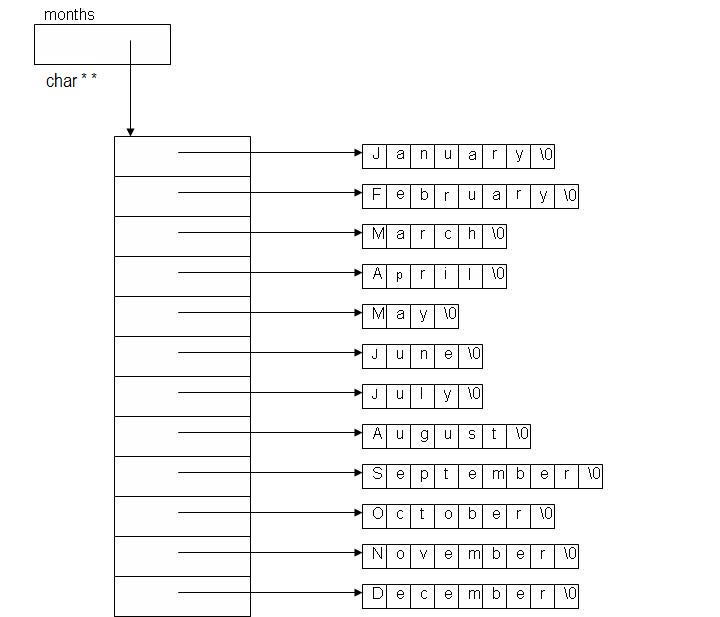 months
char * *
J a n u a r y \0
F e b r u a r y \0
M a r c h \0
A p r i l \0
M a y \0
J u n e \0
J u l y \0
A u g u s t \0
S e p t e m b e r \0
O c t o b e r \0
N o v e m b e r \0
D e c e m b e r \0